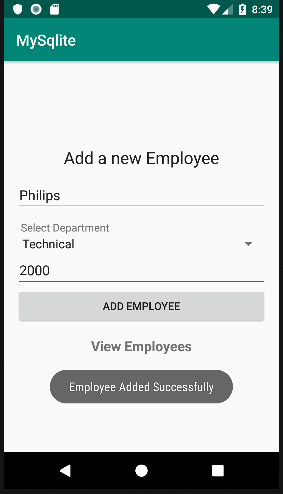 8:39
MySqlite
Add a new Employee
Philips
Select Department
Technical
2000
ADD EMPLOYEE
View Employees
Employee Added Successfully